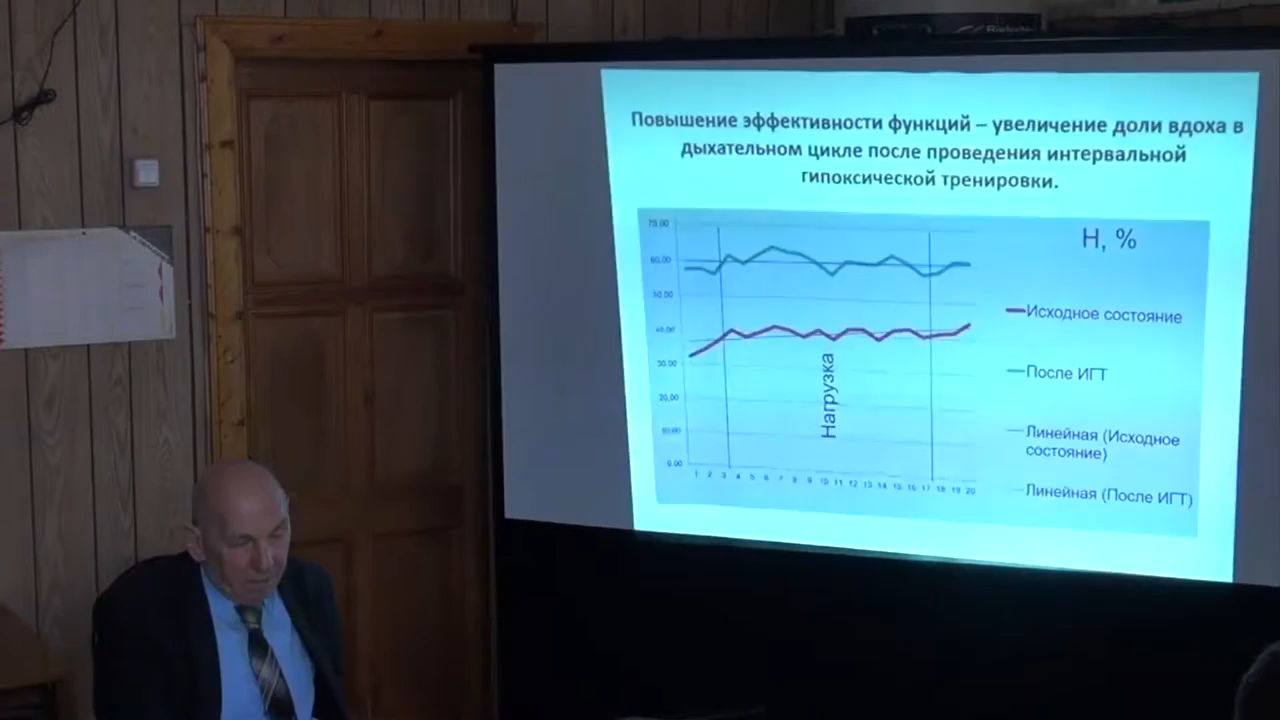 Повышение эффективности функций – увеличение доли вдоха в
дыхательном цикле после проведения интервальной
гипоксической тренировки.
Н, %
70,00
60,00
50,00
40,00
30,00
20,00
10,00
0,00
1 2 3 4 5 6 7 8 9 10 11 12 13 14 15 16 17 18 19 20
Нагрузка
Исходное состояние
После ИГТ
Линейная (Исходное
состояние)
Линейная (После ИГТ)